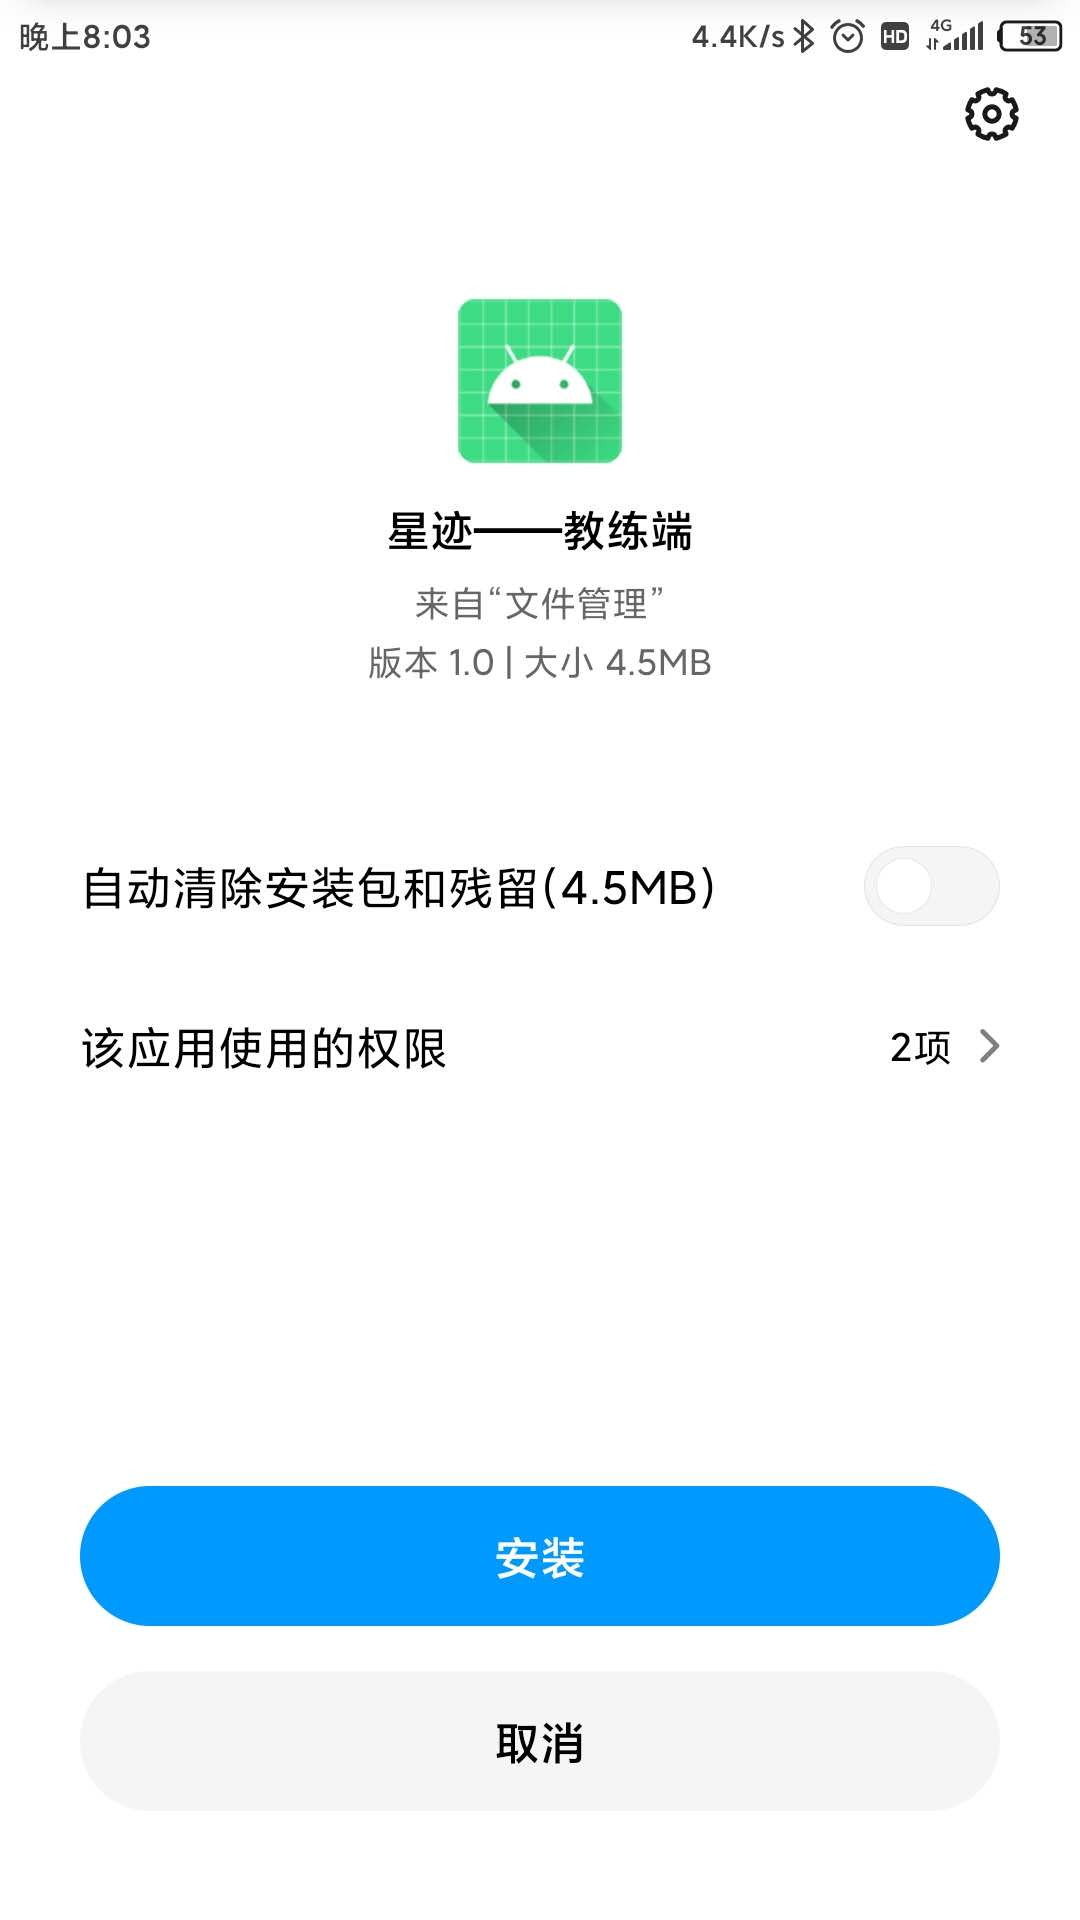 晚上8:03
4.4K/s HD 4G 53
星迹——教练端
来自“文件管理”
版本 1.0 | 大小 4.5MB
自动清除安装包和残留(4.5MB)
该应用使用的权限 2项
安装
取消